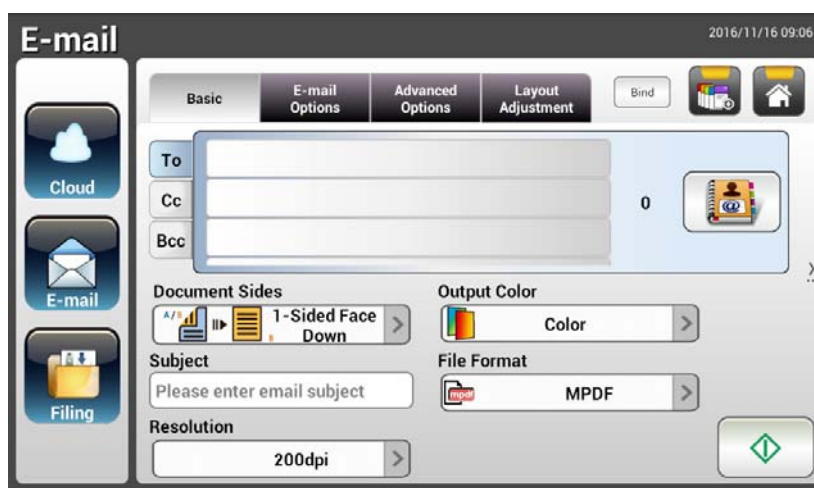 E-mail
2016/11/16 09:06
Cloud
E-mail
Filing
Basic
E-mail
Options
Advanced
Options
Layout
Adjustment
Bind
To
Cc
Bcc
0
@
Document Sides
A/B
1-Sided Face
Down
Output Color
Color
Subject
Please enter email subject
File Format
mpdf
MPDF
Resolution
200dpi